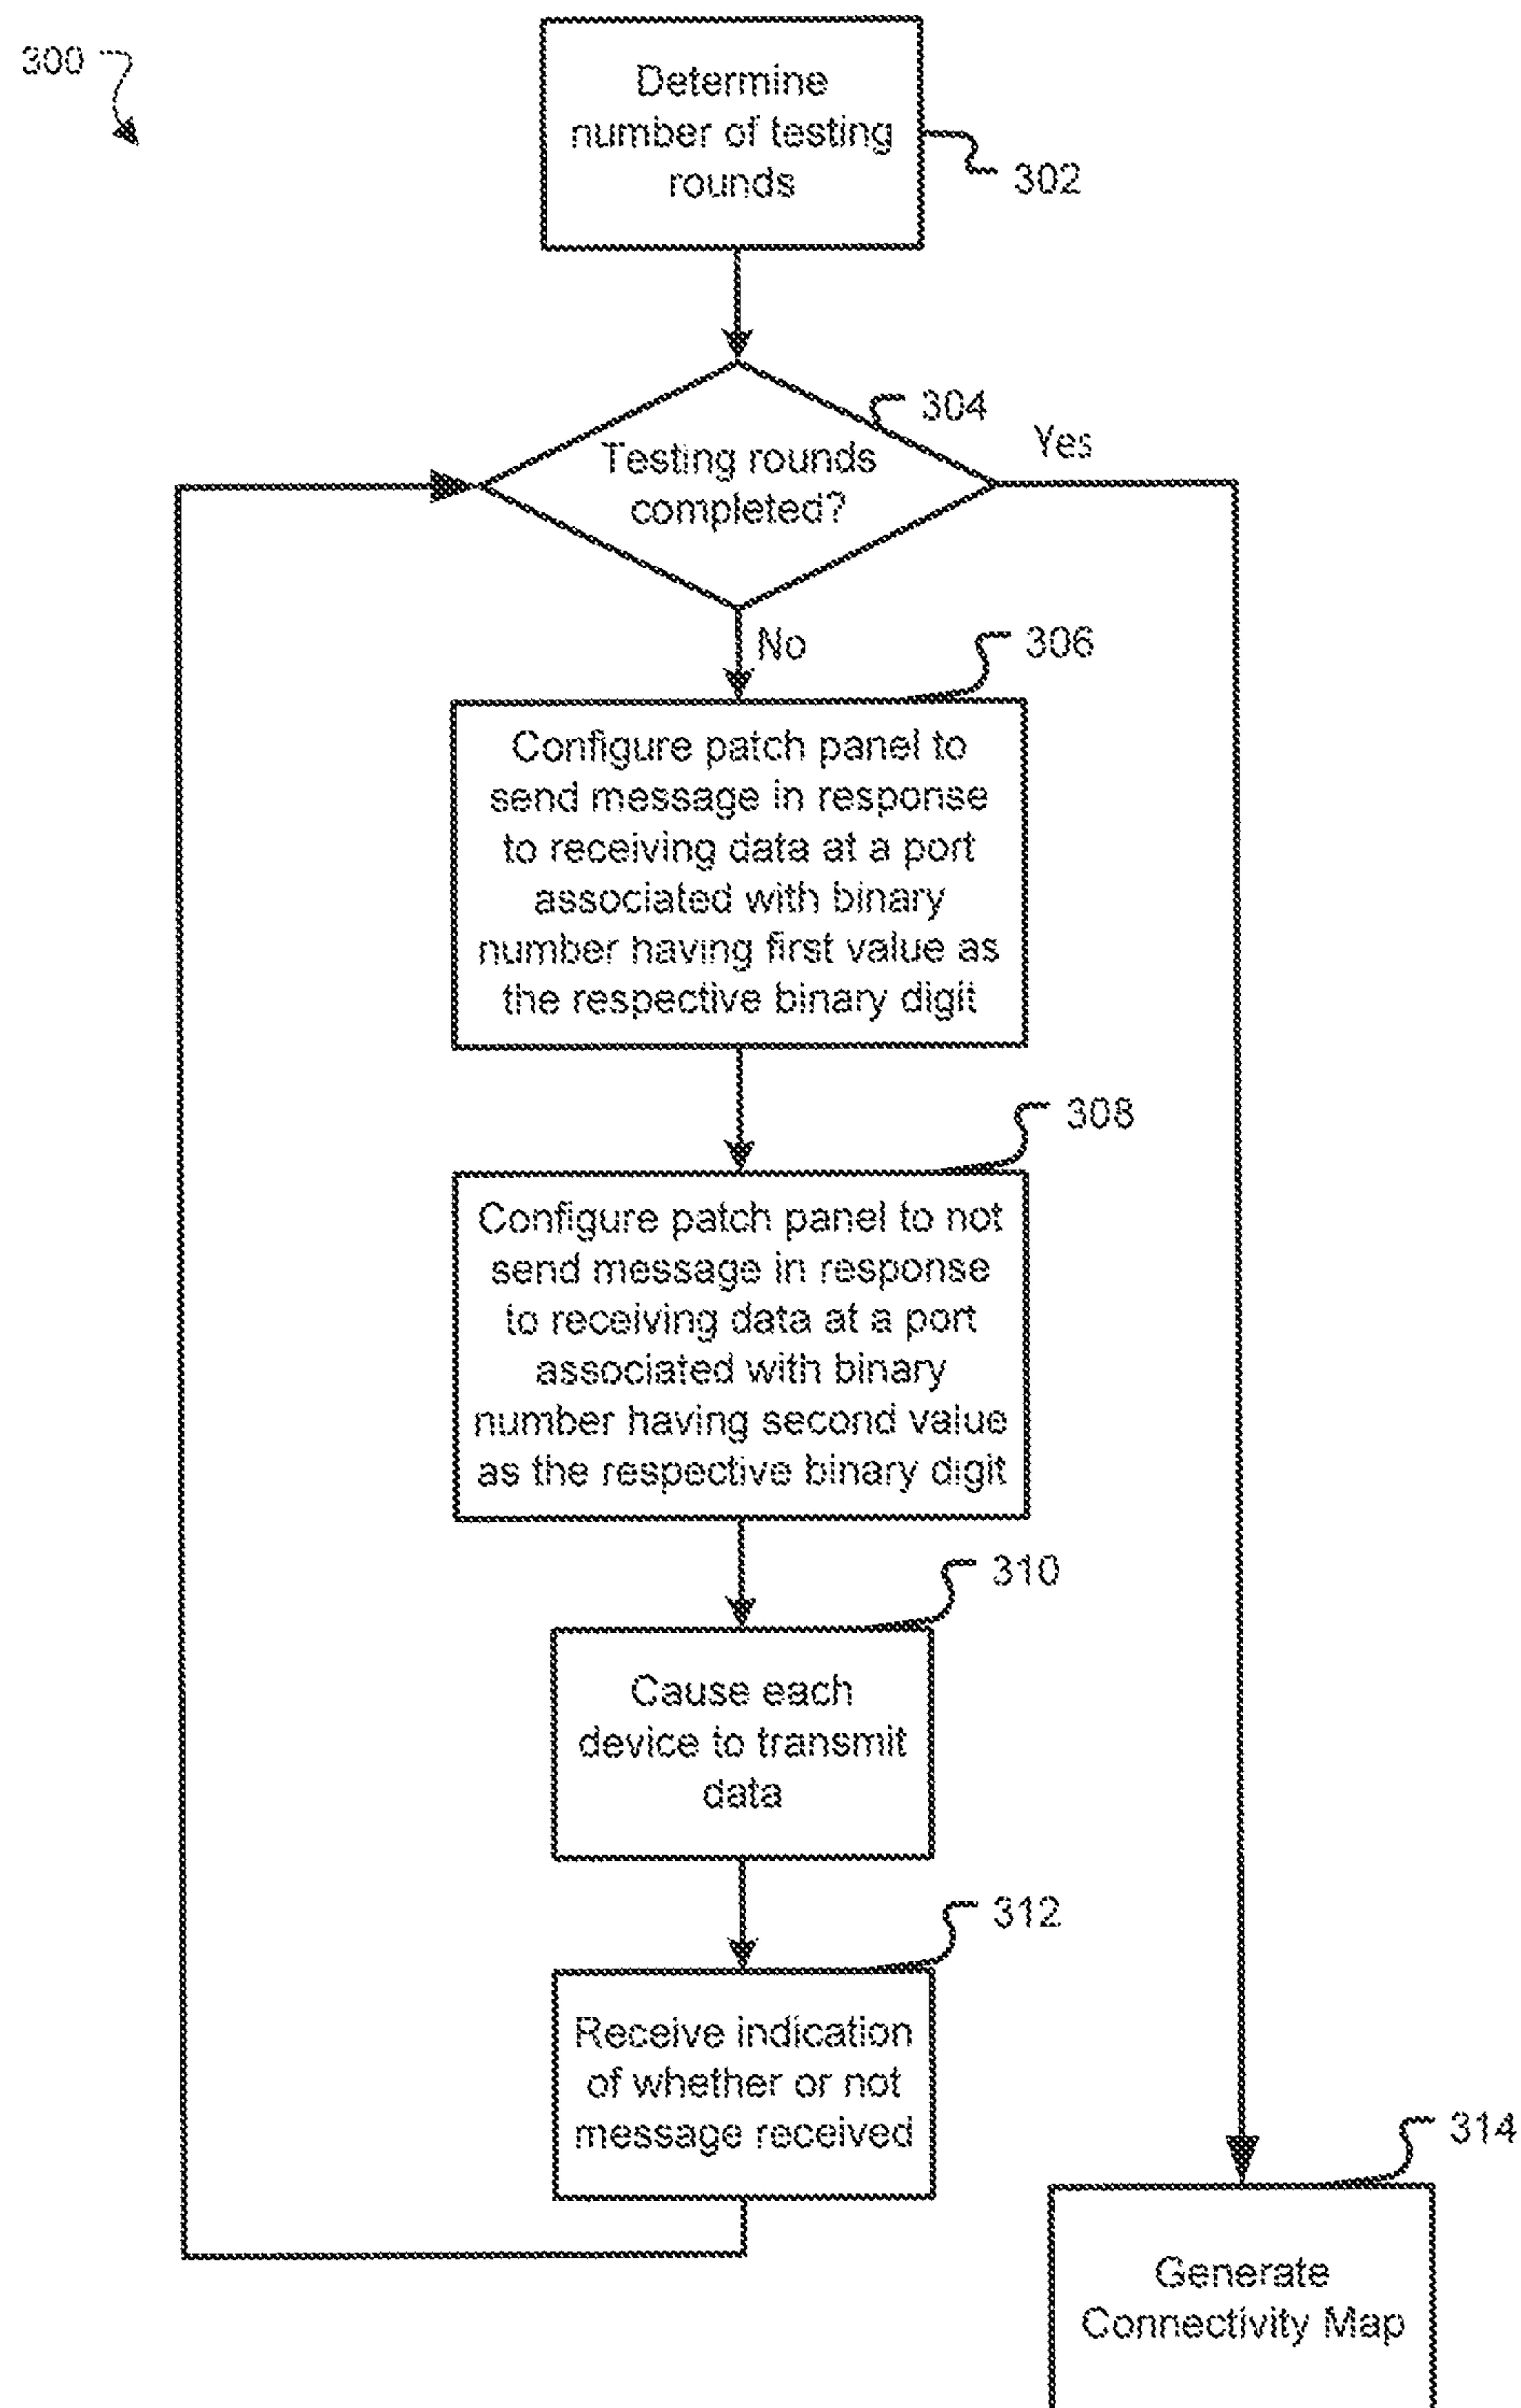 300
Determine
number of testing
rounds
302
304
Yes
Testing rounds
completed?
No
306
Configure patch panel to
send message in response
to receiving data at a port
associated with binary
number having first value as
the respective binary digit
308
Configure patch panel to not
send message in response
to receiving data at a port
associated with binary
number having second value
as the respective binary digit
310
Cause each
device to transmit
data
312
Receive indication
of whether or not
message received
314
Generate
Connectivity Map